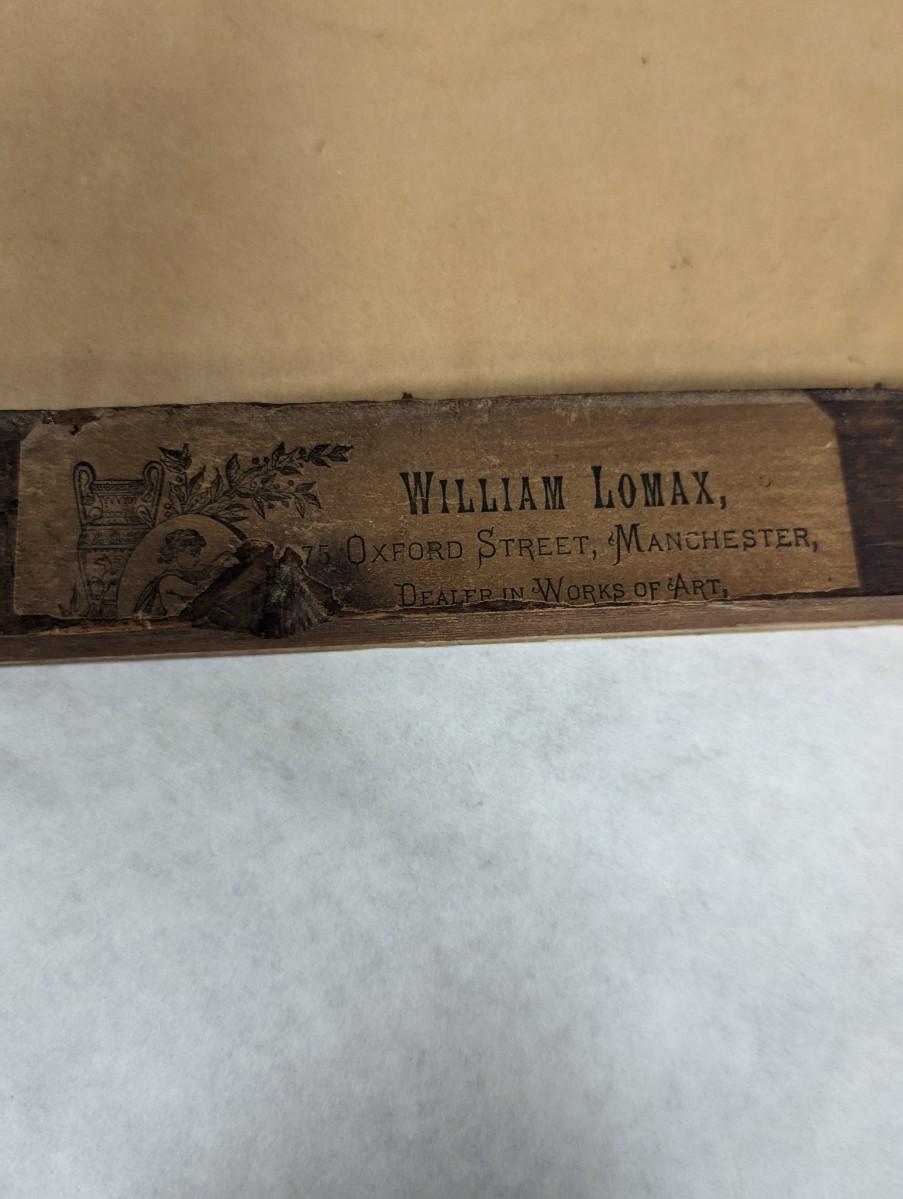 WILLIAM LOMAX,
75 OXFORD STREET, MANCHESTER,
DEALER IN WORKS OF ART,